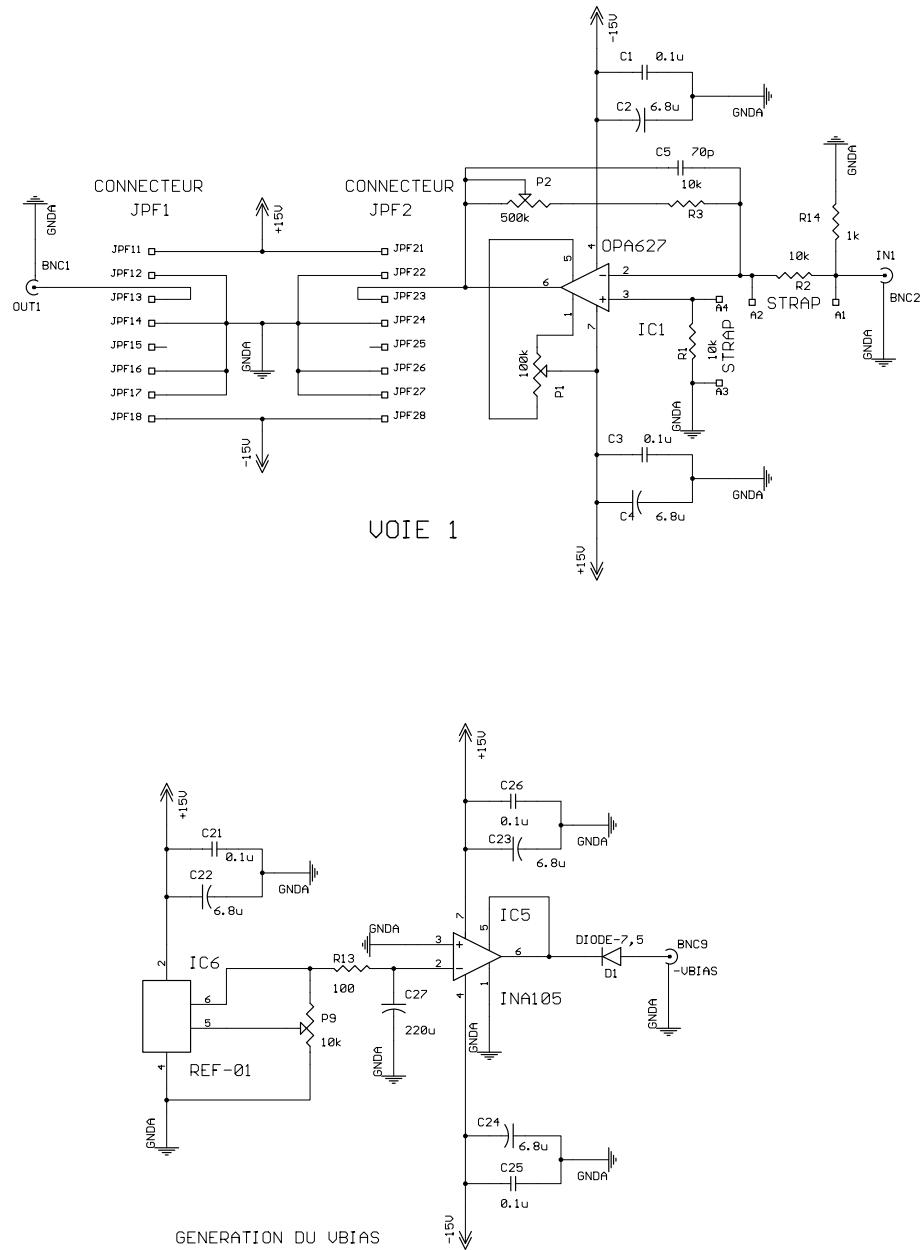 -15V
C1 0.1u
GNDA
C2 6.8u
C5 70p
GNDA
CONNECTEUR
JPF1
CONNECTEUR
JPF2
P2
500k
10k
R3
R14
1k
GNDA
+15V
BNC1
OUT1
JPF11
JPF12
JPF13
JPF14
JPF15
JPF16
JPF17
JPF18
JPF21
JPF22
JPF23
JPF24
JPF25
JPF26
JPF27
JPF28
GNDA
-15V
OPA627
4
5
6
2
3
1
7
IC1
100k
P1
10k
R2
STRAP
A2
A1
IN1
BNC2
GNDA
A4
R1
10k
STRAP
A3
GNDA
C3 0.1u
GNDA
C4 6.8u
+15V
VOIE 1
+15V
C26
0.1u
GNDA
C23
6.8u
+15V
C21
0.1u
GNDA
C22
6.8u
GNDA
7
5
IC5
3
2
6
4
1
INA105
GNDA
DIODE-7,5
D1
BNC9
-VBIAS
GNDA
2
IC6
6
5
4
REF-01
R13
100
P9
10k
C27
220u
GNDA
GNDA
C24
6.8u
GNDA
C25
0.1u
-15V
GENERATION DU VBIAS